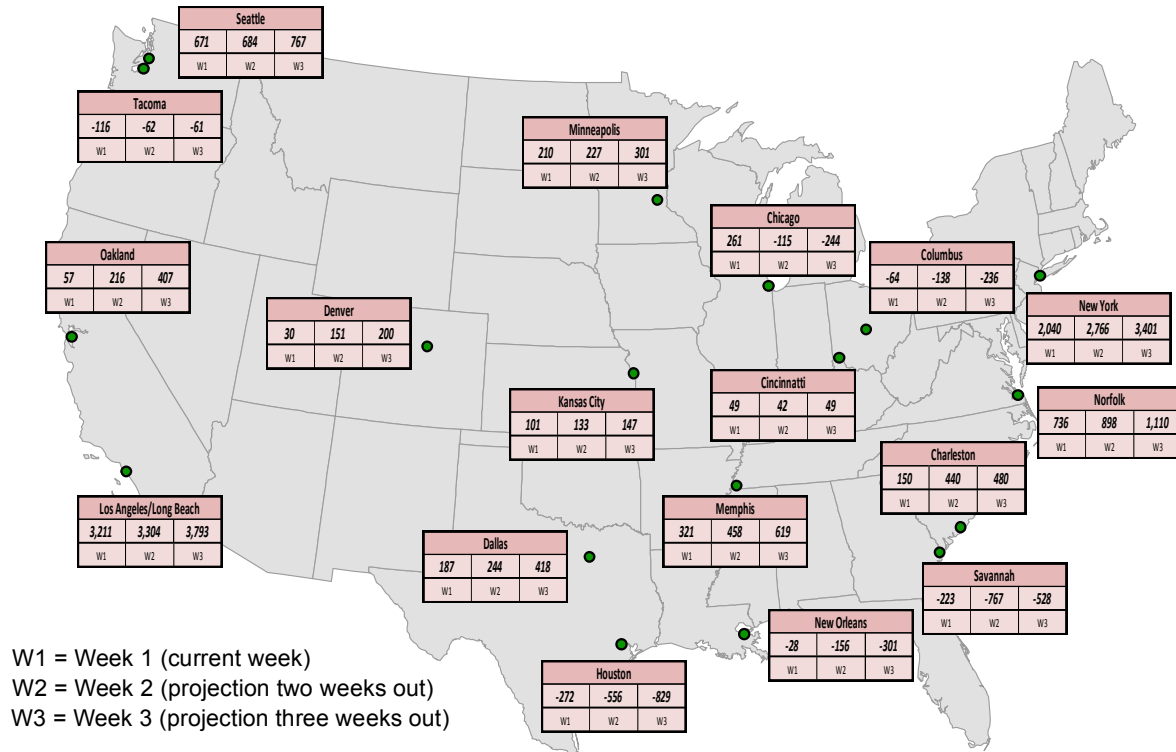 Seattle
671 684 767
W1 W2 W3
Tacoma
-116 -62 -61
W1 W2 W3
Minneapolis
210 227 301
W1 W2 W3
Chicago
261 -115 -244
W1 W2 W3
Oakland
57 216 407
W1 W2 W3
Columbus
-64 -138 -236
W1 W2 W3
Denver
30 151 200
W1 W2 W3
New York
2,040 2,766 3,401
W1 W2 W3
Cincinnatti
49 42 49
W1 W2 W3
Kansas City
101 133 147
W1 W2 W3
Norfolk
736 898 1,110
W1 W2 W3
Charleston
150 440 480
W1 W2 W3
Los Angeles/Long Beach
3,211 3,304 3,793
W1 W2 W3
Memphis
321 458 619
W1 W2 W3
Dallas
187 244 418
W1 W2 W3
Savannah
-223 -767 -528
W1 W2 W3
New Orleans
-28 -156 -301
W1 W2 W3
Houston
-272 -556 -829
W1 W2 W3
W1 = Week 1 (current week)
W2 = Week 2 (projection two weeks out)
W3 = Week 3 (projection three weeks out)